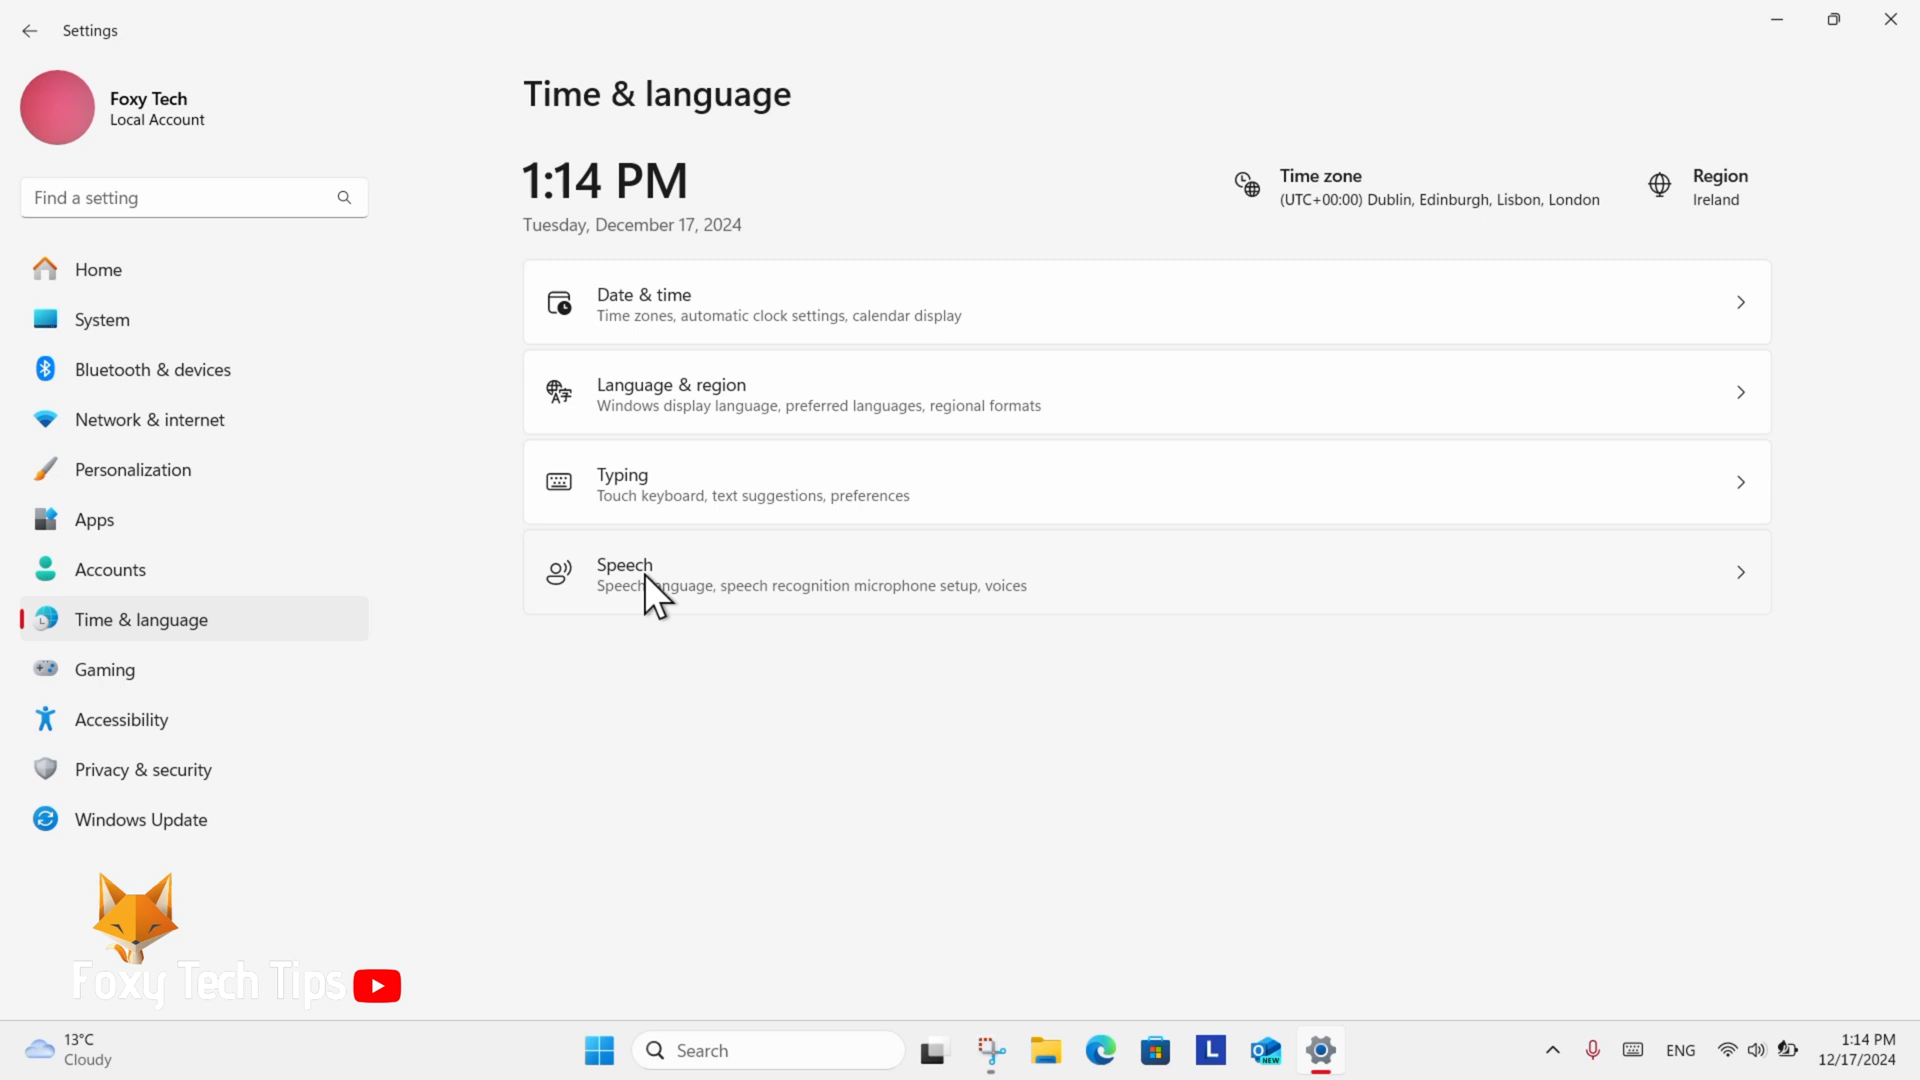 Settings
Foxy Tech
Local Account
Find a setting
Home
System
Bluetooth & devices
Network & internet
Personalization
Apps
Accounts
Time & language
Gaming
Accessibility
Privacy & security
Windows Update
Foxy Tech Tips
Time & language
1:14 PM
Tuesday, December 17, 2024
Time zone
(UTC+00:00) Dublin, Edinburgh, Lisbon, London
Region
Ireland
Date & time
Time zones, automatic clock settings, calendar display
Language & region
Windows display language, preferred languages, regional formats
Typing
Touch keyboard, text suggestions, preferences
Speech
Speech language, speech recognition microphone setup, voices
13°C
Cloudy
Search
L
NEW
ENG
1:14 PM
12/17/2024